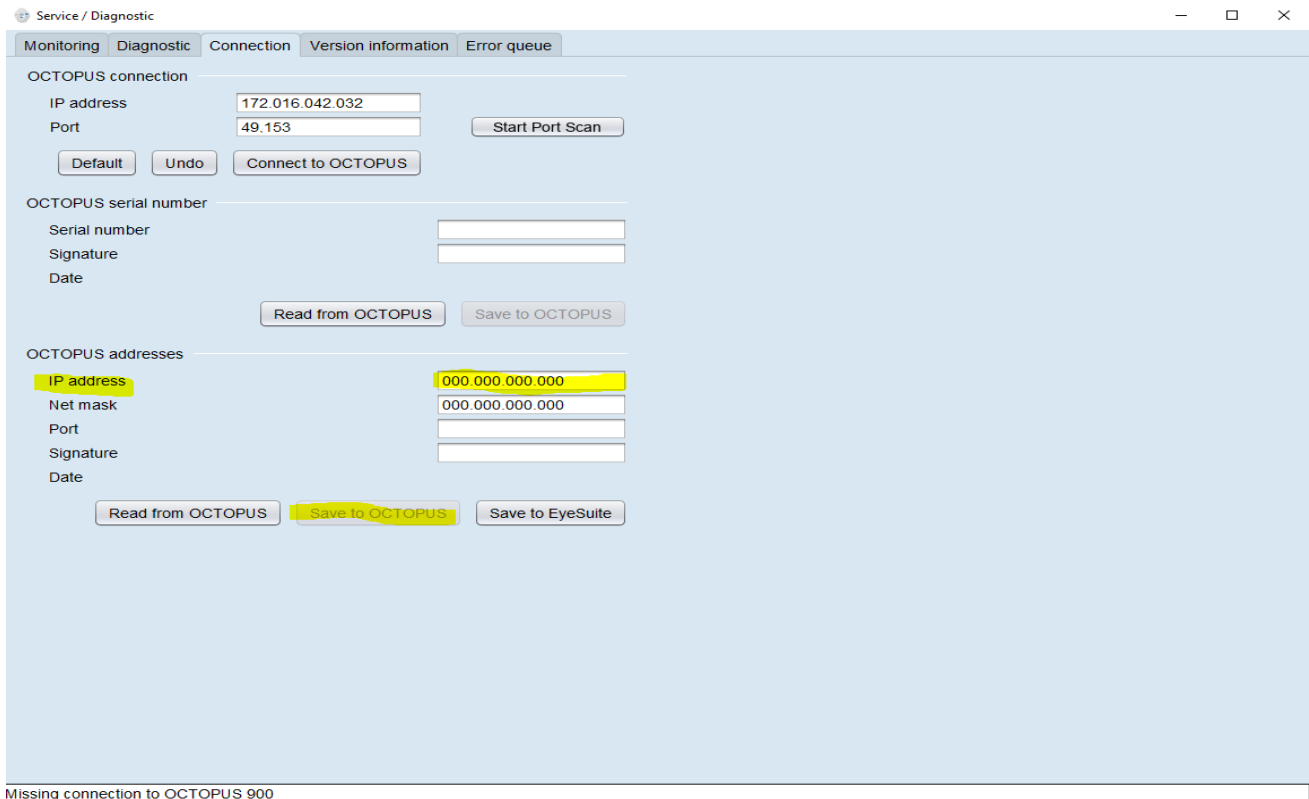 Service / Diagnostic
Monitoring Diagnostic Connection Version information Error queue
OCTOPUS connection
IP address 172.016.042.032
Port 49,153 Start Port Scan
Default Undo Connect to OCTOPUS
OCTOPUS serial number
Serial number
Signature
Date
Read from OCTOPUS Save to OCTOPUS
OCTOPUS addresses
IP address 000.000.000.000
Net mask 000.000.000.000
Port
Signature
Date
Read from OCTOPUS Save to OCTOPUS Save to EyeSuite
Missing connection to OCTOPUS 900